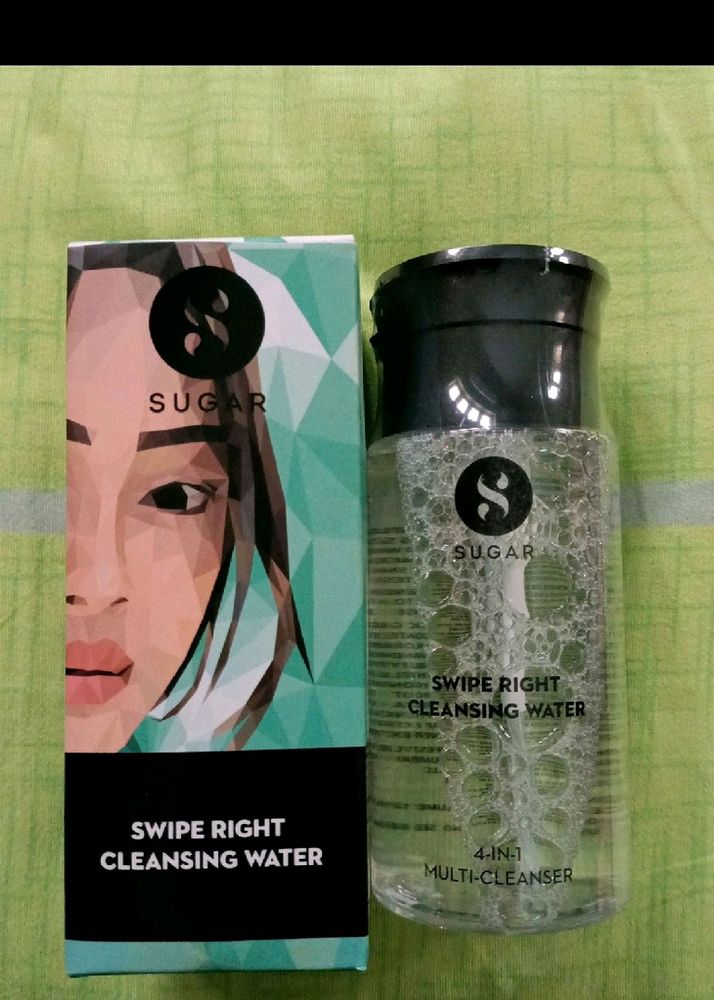 SUGAR
SWIPE RIGHT
CLEANSING WATER
SUGAR
SWIPE RIGHT
CLEANSING WATER
4-IN-1
MULTI-CLEANSER